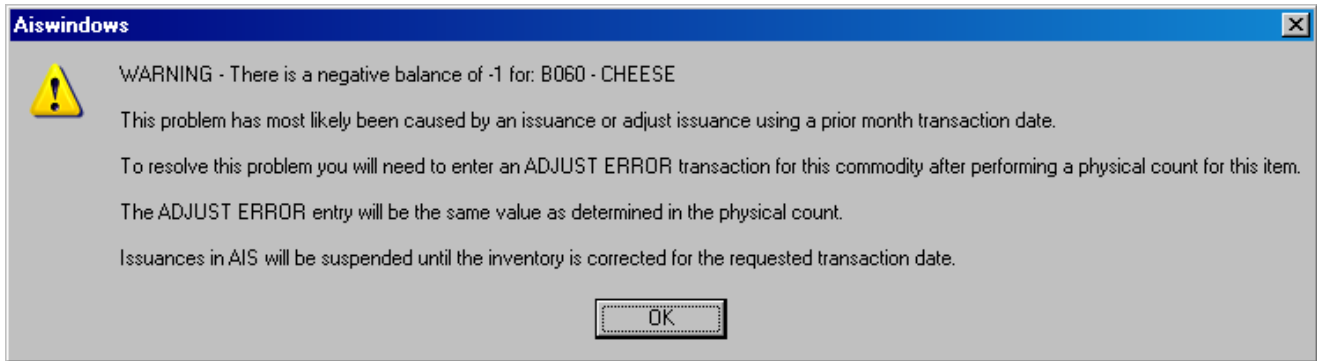 Aiswindows
WARNING - There is a negative balance of -1 for: B060 - CHEESE
This problem has most likely been caused by an issuance or adjust issuance using a prior month transaction date.
To resolve this problem you will need to enter an ADJUST ERROR transaction for this commodity after performing a physical count for this item.
The ADJUST ERROR entry will be the same value as determined in the physical count.
Issuances in AIS will be suspended until the inventory is corrected for the requested transaction date.
OK